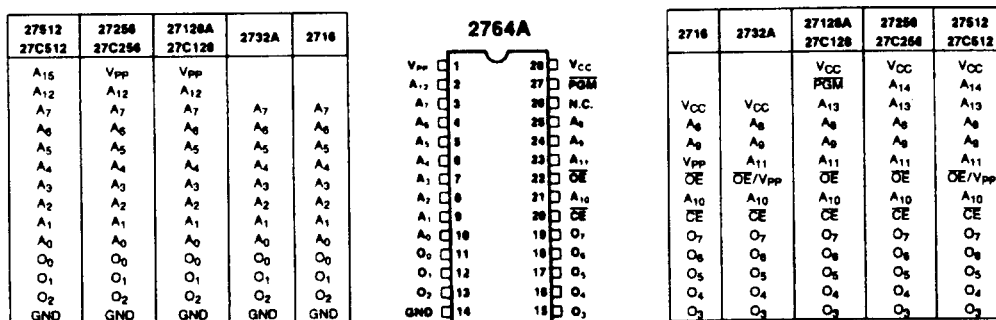 27512 27256 27128A 2732A 2716
27C512 27C256 27C128
A15 VPP VPP
A12 A12 A12
A7 A7 A7 A7 A7
A6 A6 A6 A6 A6
A5 A5 A5 A5 A5
A4 A4 A4 A4 A4
A3 A3 A3 A3 A3
A2 A2 A2 A2 A2
A1 A1 A1 A1 A1
A0 A0 A0 A0 A0
O0 O0 O0 O0 O0
O1 O1 O1 O1 O1
O2 O2 O2 O2 O2
GND GND GND GND GND
2764A
VPP 1 28 VCC
A12 2 27 PGM
A7 3 26 N.C.
A6 4 25 A8
A5 5 24 A9
A4 6 23 A11
A3 7 22 OE
A2 8 21 A10
A1 9 20 CE
A0 10 19 O7
O0 11 18 O6
O1 12 17 O5
O2 13 16 O4
GND 14 15 O3
2716 2732A 27128A 27256 27512
27C128 27C256 27C512
VCC VCC VCC
PGM A14 A14
VCC VCC A13 A13 A13
A8 A8 A8 A8 A8
A9 A9 A9 A9 A9
VPP A11 A11 A11 A11
OE OE/VPP OE OE OE/VPP
A10 A10 A10 A10 A10
CE CE CE CE CE
O7 O7 O7 O7 O7
O6 O6 O6 O6 O6
O5 O5 O5 O5 O5
O4 O4 O4 O4 O4
O3 O3 O3 O3 O3